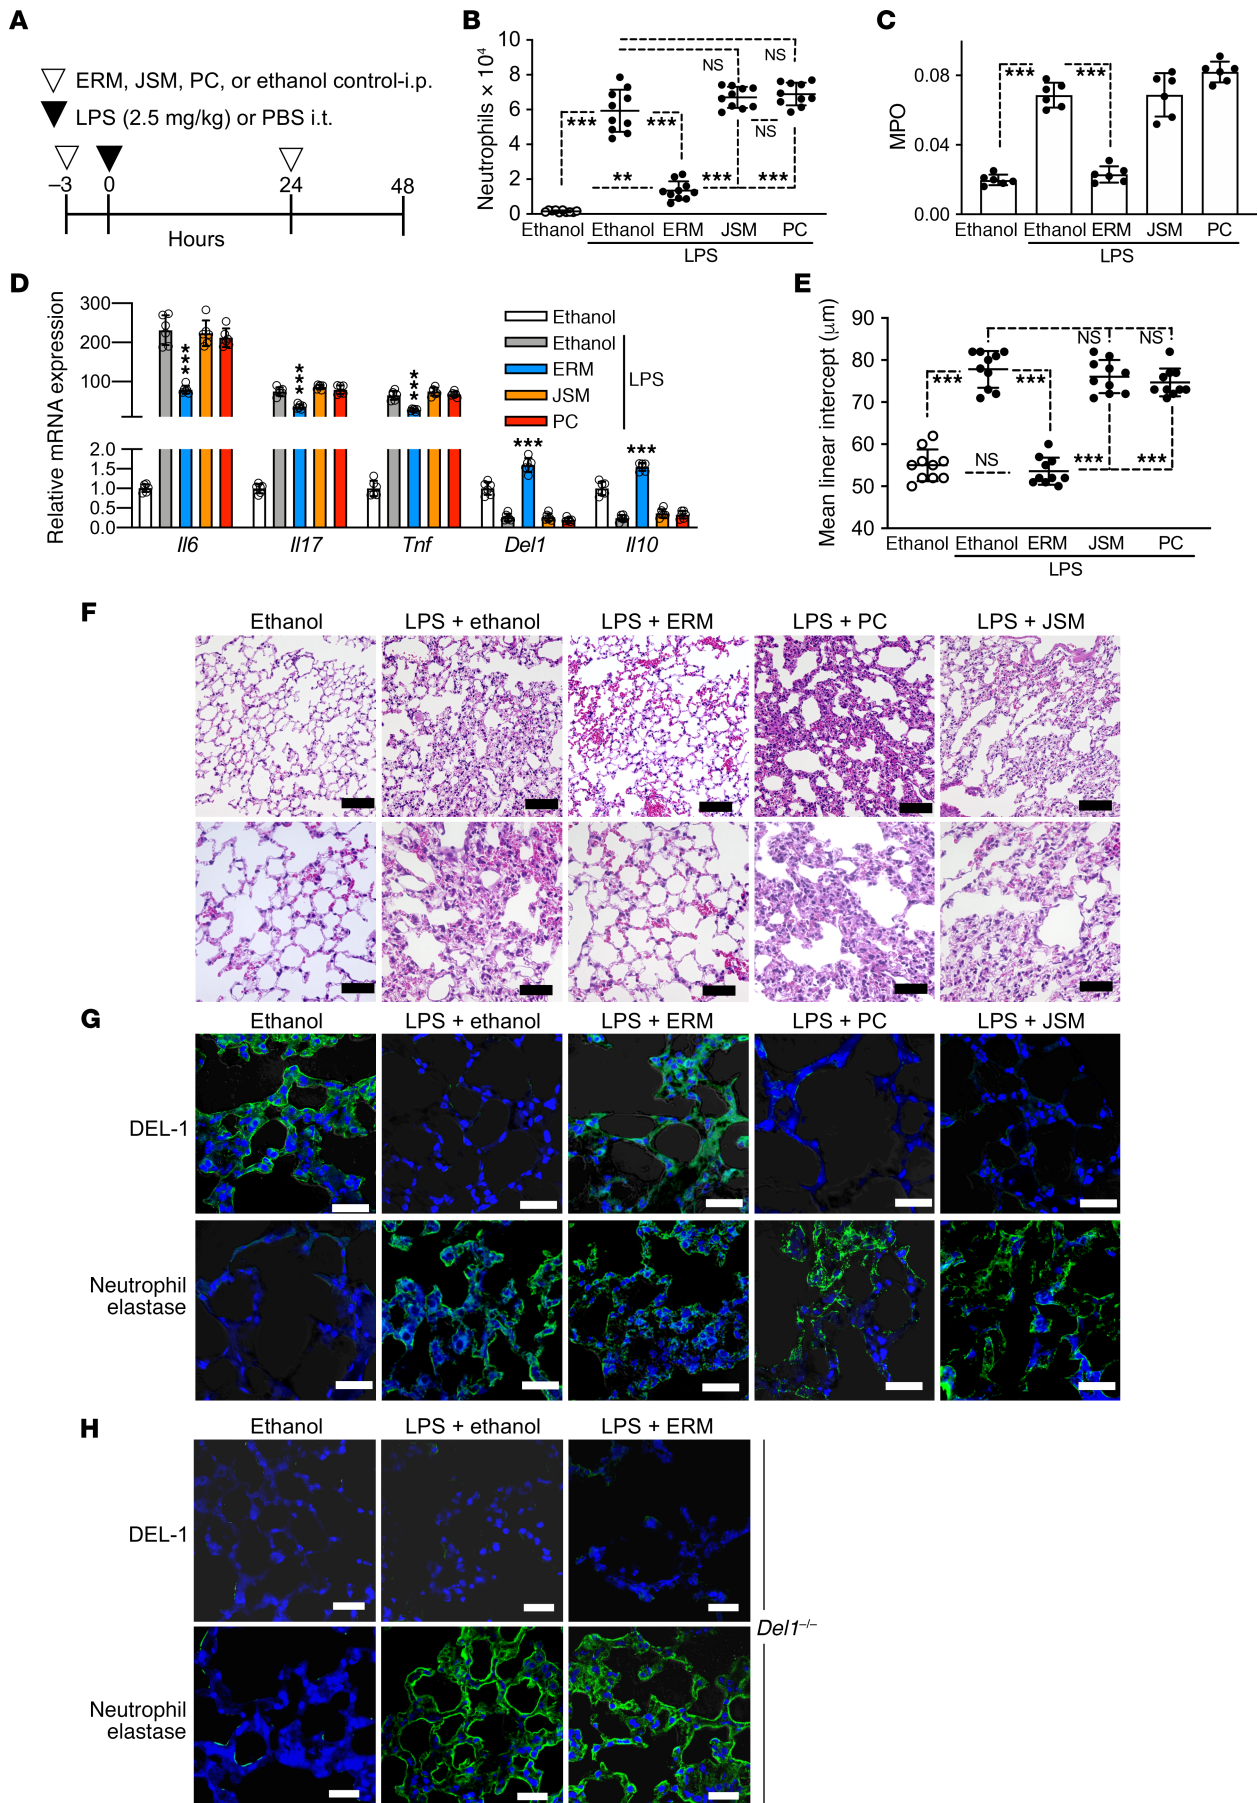 A
ERM, JSM, PC, or ethanol control-i.p.
LPS (2.5 mg/kg) or PBS i.t.
–3 0 24 48
Hours
B
Neutrophils × 10⁴
10
8
6
4
2
0
NS
NS
NS
*** ***
** *** ***
Ethanol Ethanol ERM JSM PC
LPS
C
MPO
0.08
0.04
0.00
*** ***
Ethanol Ethanol ERM JSM PC
LPS
D
Relative mRNA expression
300
200
100
2.0
1.5
1.0
0.5
0.0
*** *** *** *** ***
Il6 Il17 Tnf Del1 Il10
Ethanol
Ethanol
ERM
JSM
PC
LPS
E
Mean linear intercept (μm)
90
80
70
60
50
40
NS NS
*** ***
NS *** ***
Ethanol Ethanol ERM JSM PC
LPS
F
Ethanol LPS + ethanol LPS + ERM LPS + PC LPS + JSM
G
Ethanol LPS + ethanol LPS + ERM LPS + PC LPS + JSM
DEL-1
Neutrophil
elastase
H
Ethanol LPS + ethanol LPS + ERM
DEL-1
Del1–/–
Neutrophil
elastase